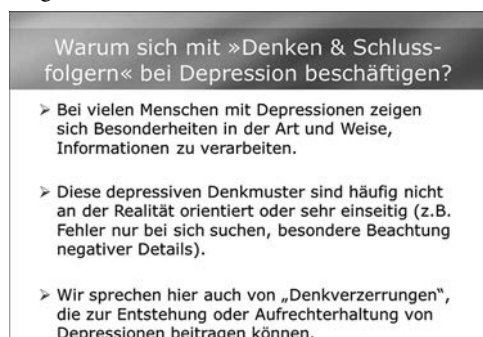 Warum sich mit »Denken & Schluss-
folgern« bei Depression beschäftigen?
➢ Bei vielen Menschen mit Depressionen zeigen
sich Besonderheiten in der Art und Weise,
Informationen zu verarbeiten.
➢ Diese depressiven Denkmuster sind häufig nicht
an der Realität orientiert oder sehr einseitig (z.B.
Fehler nur bei sich suchen, besondere Beachtung
negativer Details).
➢ Wir sprechen hier auch von „Denkverzerrungen“,
die zur Entstehung oder Aufrechterhaltung von
Depressionen beitragen können.